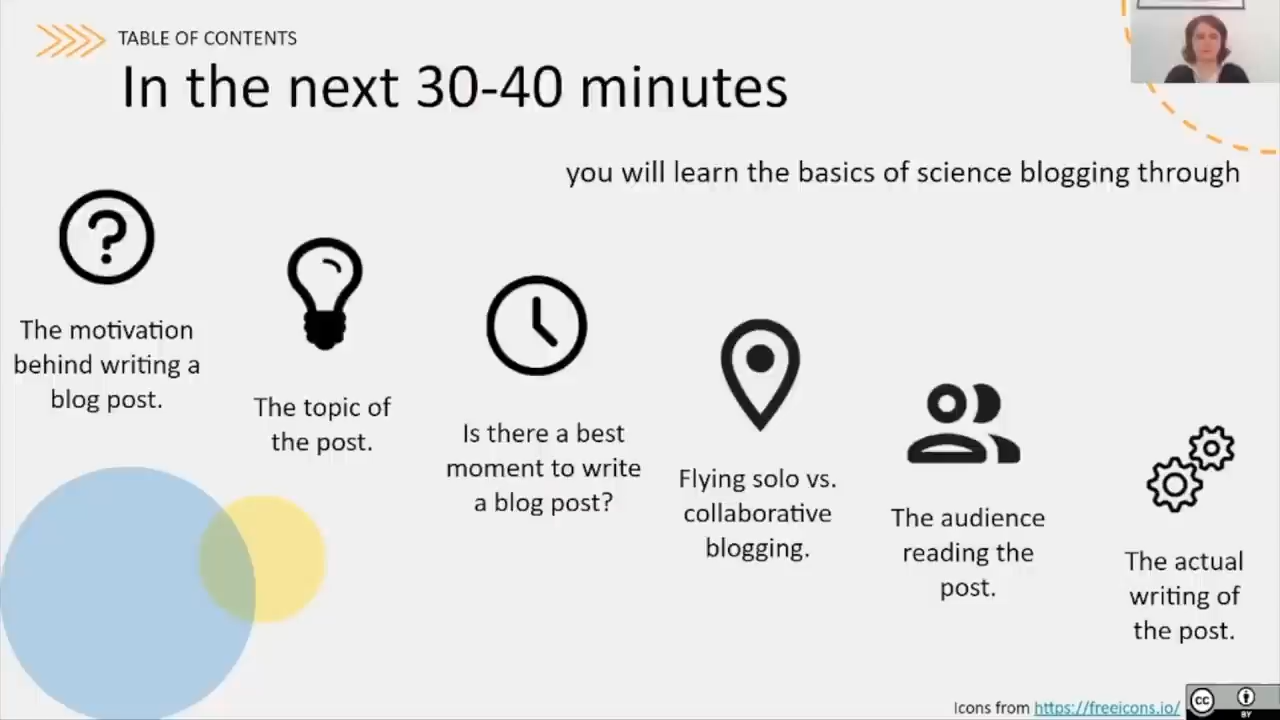 TABLE OF CONTENTS
In the next 30-40 minutes
you will learn the basics of science blogging through
The motivation
behind writing a
blog post.
The topic of
the post.
Is there a best
moment to write
a blog post?
Flying solo vs.
collaborative
blogging.
The audience
reading the
post.
The actual
writing of
the post.
Icons from https://freeicons.io/
CC
BY